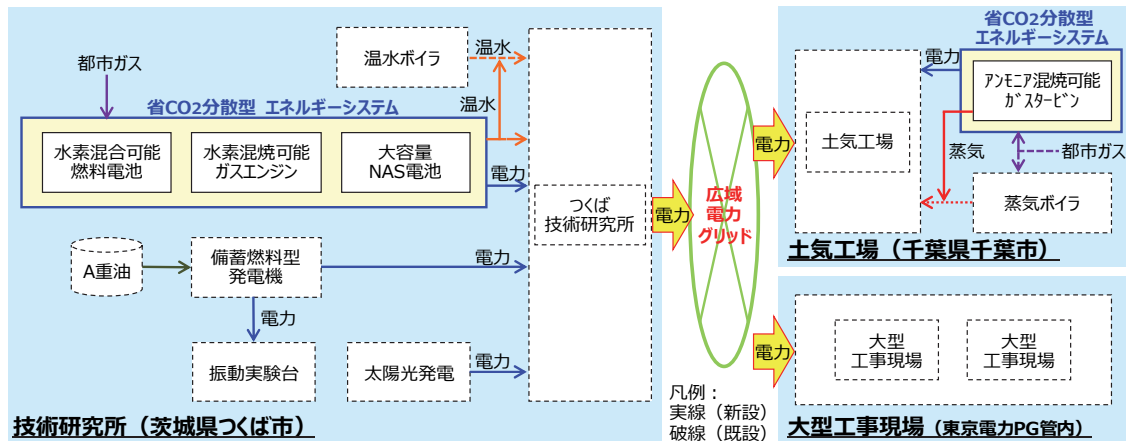 都市ガス
省CO2分散型 エネルギーシステム
水素混合可能
燃料電池
水素混焼可能
ガスエンジン
大容量
NAS電池
温水ボイラ
温水
温水
電力
A重油
備蓄燃料型
発電機
電力
電力
振動実験台
太陽光発電
電力
つくば
技術研究所
技術研究所（茨城県つくば市）
電力
広域
電力
グリッド
電力
電力
凡例：
実線（新設）
破線（既設）
省CO2分散型
エネルギーシステム
電力
アンモニア混焼可能
ガスタービン
土気工場
蒸気
都市ガス
蒸気ボイラ
土気工場（千葉県千葉市）
大型
工事現場
大型
工事現場
大型工事現場（東京電力PG管内）